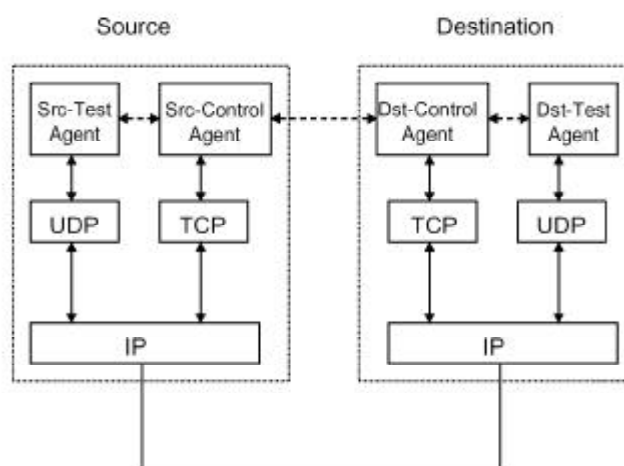 Source
Destination
Src-Test
Agent
Src-Control
Agent
Dst-Control
Agent
Dst-Test
Agent
UDP
TCP
TCP
UDP
IP
IP